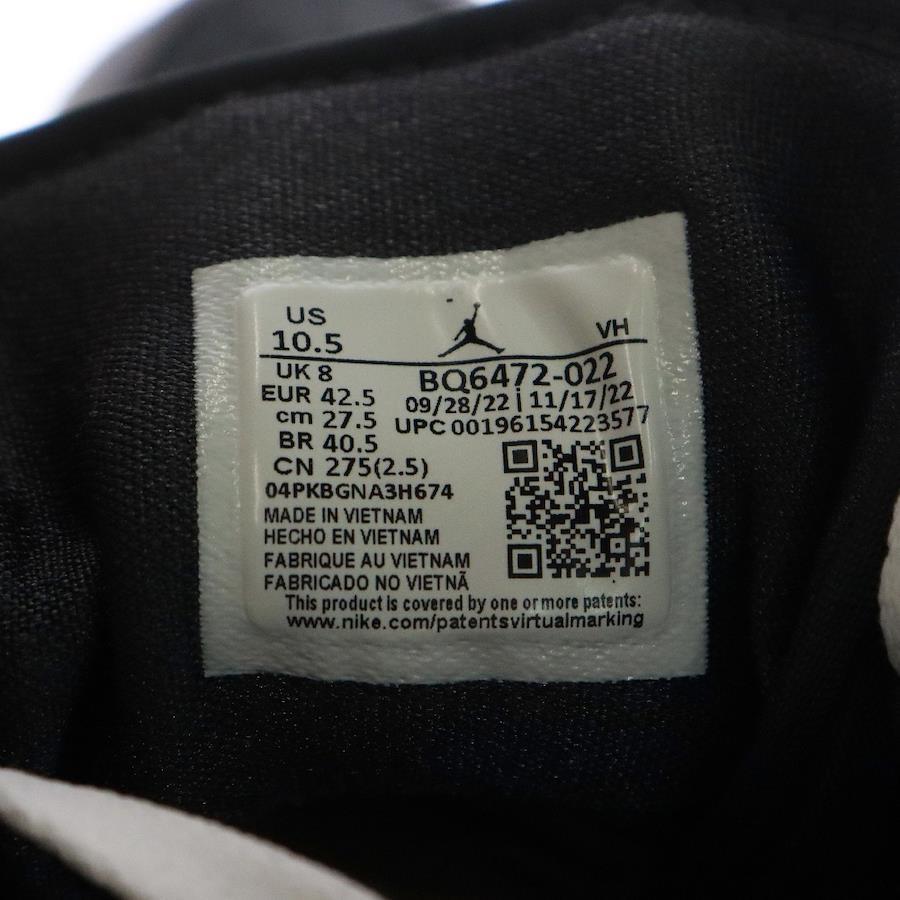 US
10.5
VH
UK 8
EUR 42.5
cm 27.5
BR 40.5
CN 275(2.5)
BQ6472-022
09/28/22 | 11/17/22
UPC 00196154223577
04PKBGNA3H674
MADE IN VIETNAM
HECHO EN VIETNAM
FABRIQUE AU VIETNAM
FABRICADO NO VIETNÃ
This product is covered by one or more patents:
www.nike.com/patentsvirtualmarking